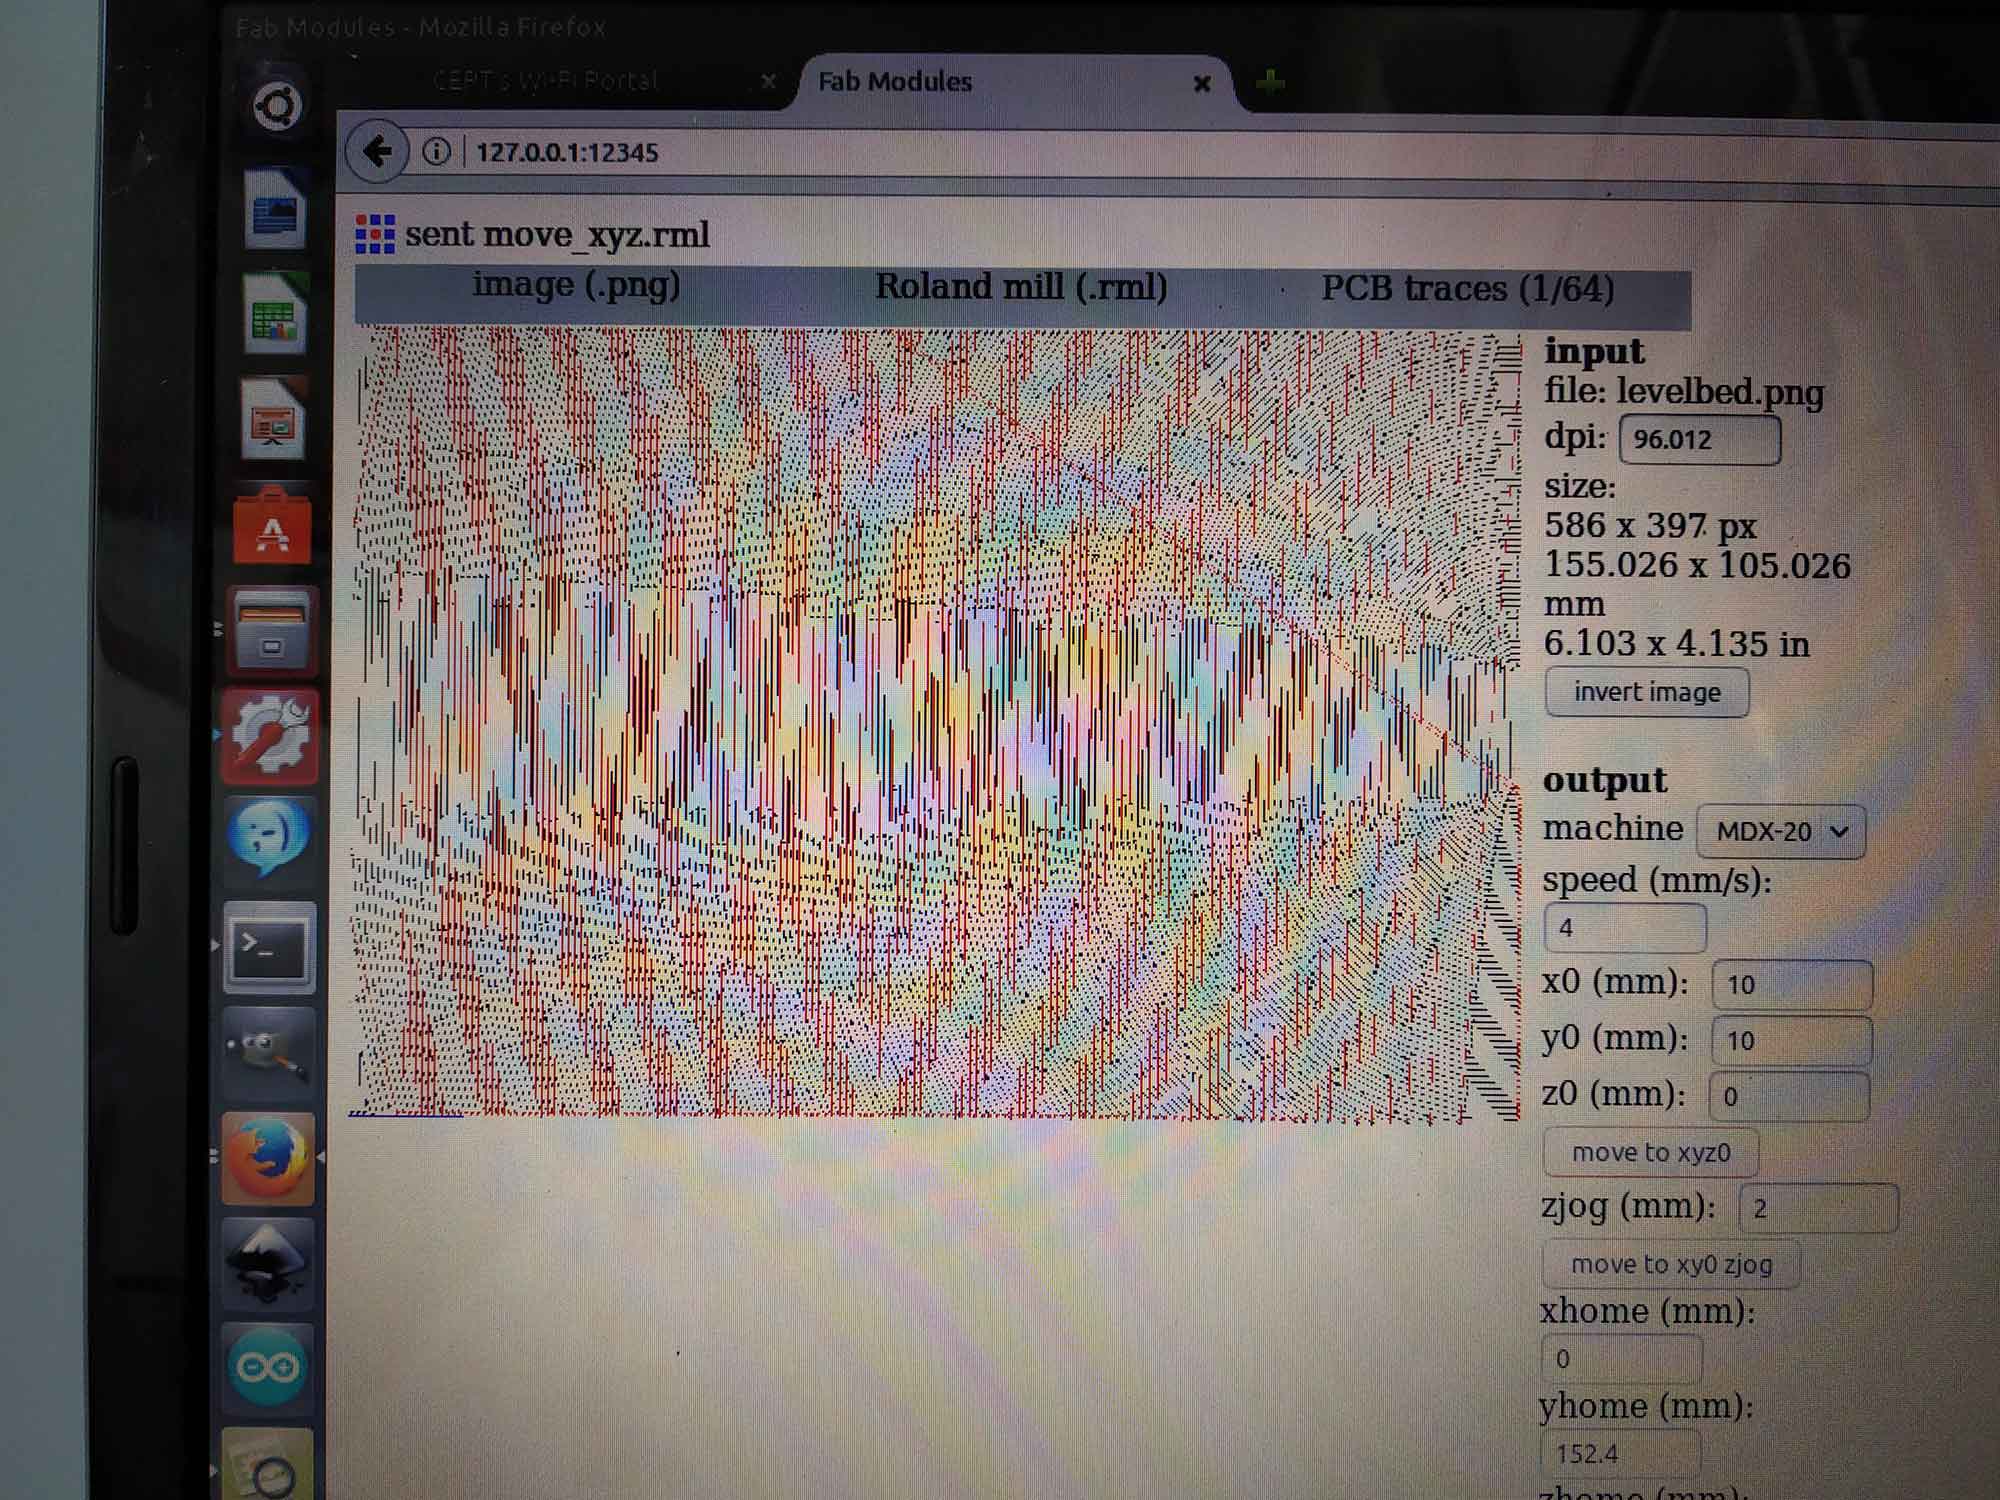 Fab Modules - Mozilla Firefox
CEPT's Wi-Fi Portal
Fab Modules
127.0.0.1:12345
sent move_xyz.rml
image (.png) Roland mill (.rml) PCB traces (1/64)
input
file: levelbed.png
dpi: 96.012
size:
586 x 397 px
155.026 x 105.026
mm
6.103 x 4.135 in
invert image
output
machine MDX-20
speed (mm/s):
4
x0 (mm): 10
y0 (mm): 10
z0 (mm): 0
move to xyz0
zjog (mm): 2
move to xy0 zjog
xhome (mm):
0
yhome (mm):
152.4
zhome (mm):